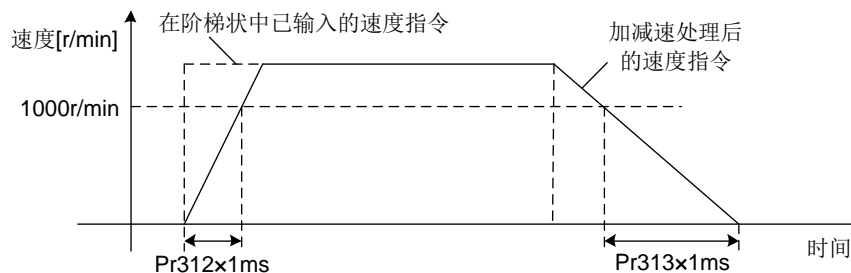 在阶梯状中已输入的速度指令
速度[r/min]
加减速处理后
的速度指令
1000r/min
时间
Pr312×1ms
Pr313×1ms